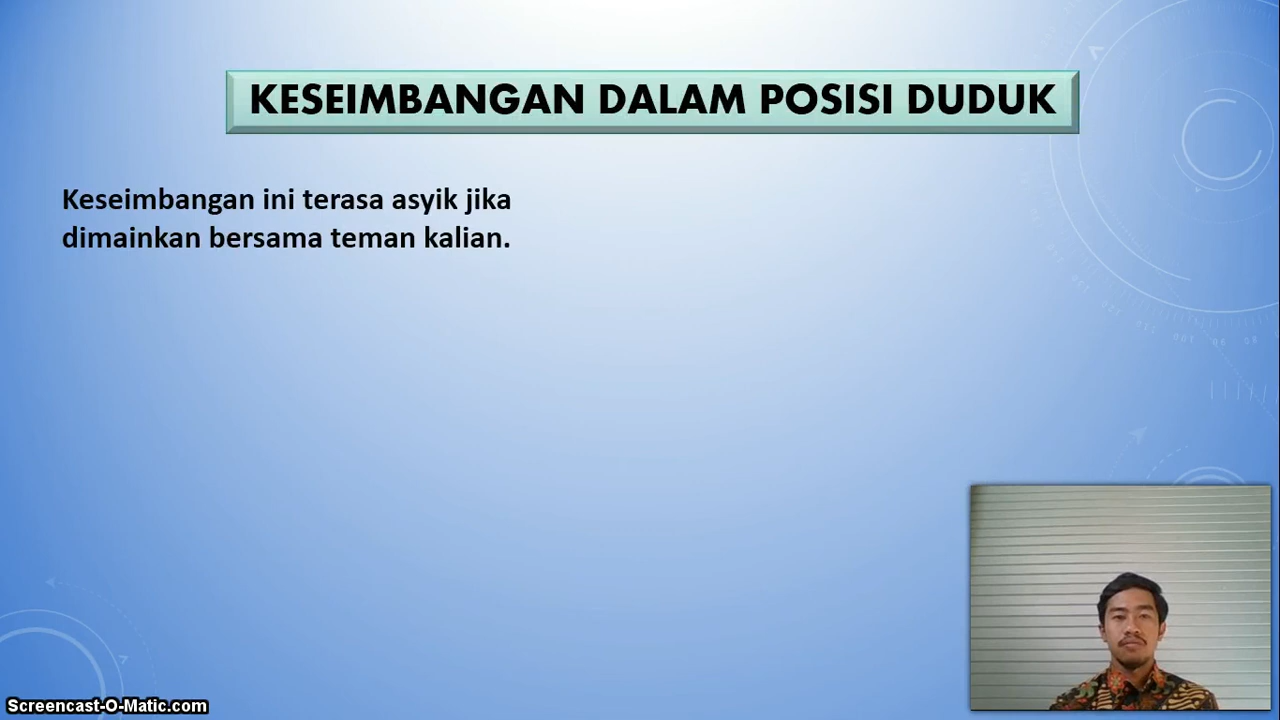 KESEIMBANGAN DALAM POSISI DUDUK
Keseimbangan ini terasa asyik jika
dimainkan bersama teman kalian.
Screencast-O-Matic.com